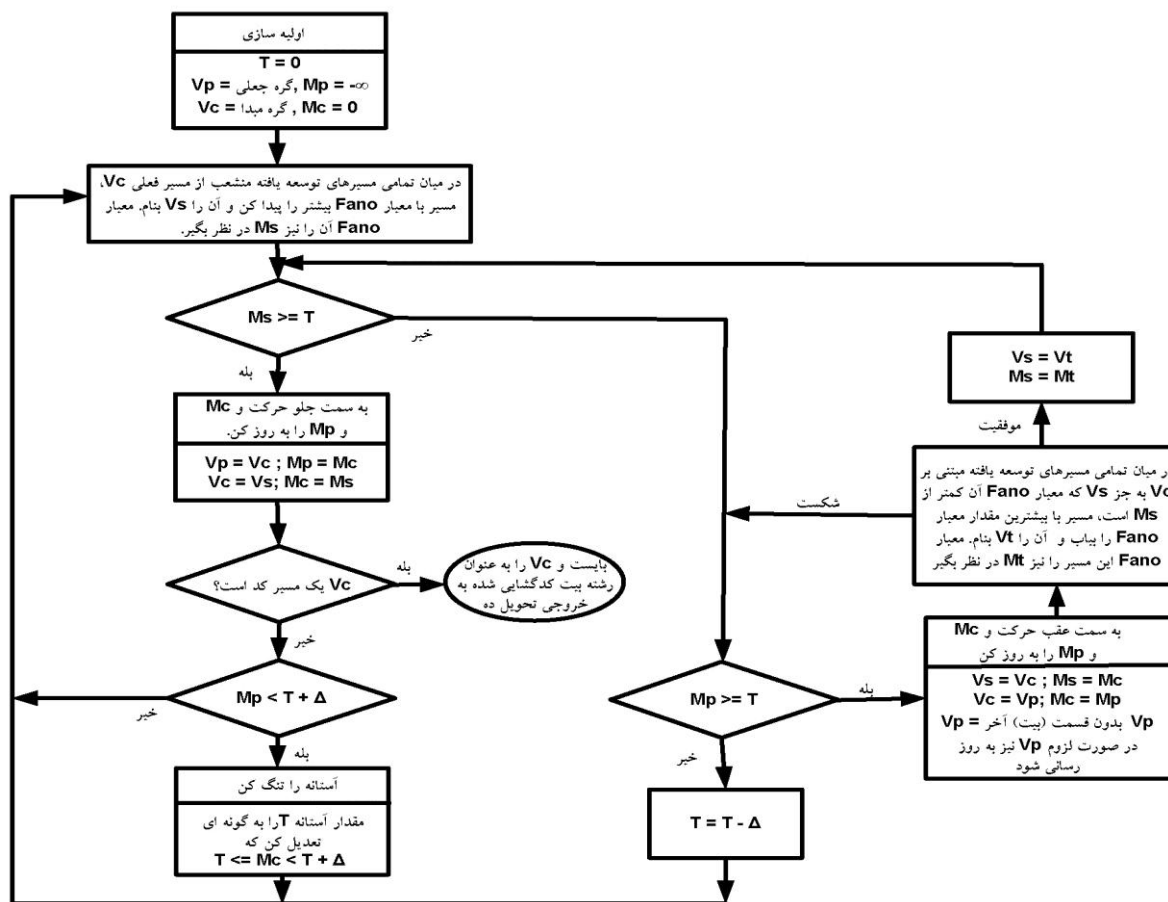 اولیه سازی
T = 0
Vp = گره جعلی, Mp = -∞
Vc = گره مبدا , Mc = 0
در میان تمامی مسیرهای توسعه یافته منشعب از مسیر فعلی Vc،
مسیر با معیار Fano بیشتر را پیدا کن و آن را Vs بنام. معیار
Fano آن را نیز Ms در نظر بگیر.
Ms >= T
خیر
بله
به سمت جلو حرکت و Mc
و Mp را به روز کن.
Vp = Vc ; Mp = Mc
Vc = Vs; Mc = Ms
Vc یک مسیر کد است؟
بله
خیر
بایست و Vc را به عنوان
رشته بیت کدگشایی شده به
خروجی تحویل ده
Mp < T + Δ
خیر
بله
آستانه را تنگ کن
مقدار آستانه T را به گونه ای
تعدیل کن که
T <= Mc < T + Δ
Vs = Vt
Ms = Mt
موفقیت
در میان تمامی مسیرهای توسعه یافته مبتنی بر
Vc به جز Vs که معیار Fano آن کمتر از
Ms است، مسیر با بیشترین مقدار معیار
Fano را بیاب و آن را Vt بنام. معیار
Fano این مسیر را نیز Mt در نظر بگیر
شکست
به سمت عقب حرکت و Mc
و Mp را به روز کن
Vs = Vc ; Ms = Mc
Vc = Vp; Mc = Mp
Vp = بدون قسمت (بیت) آخر Vp
در صورت لزوم Vp نیز به روز
رسانی شود
Mp >= T
بله
خیر
T = T - Δ